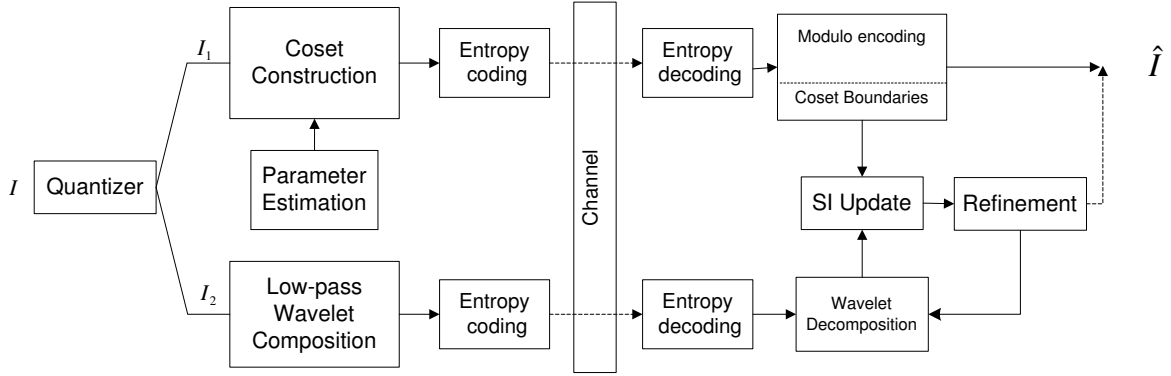 I
Quantizer
I1
Coset
Construction
Parameter
Estimation
Entropy
coding
I2
Low-pass
Wavelet
Composition
Entropy
coding
Channel
Entropy
decoding
Modulo encoding
Coset Boundaries
SI Update
Refinement
Entropy
decoding
Wavelet
Decomposition
Î